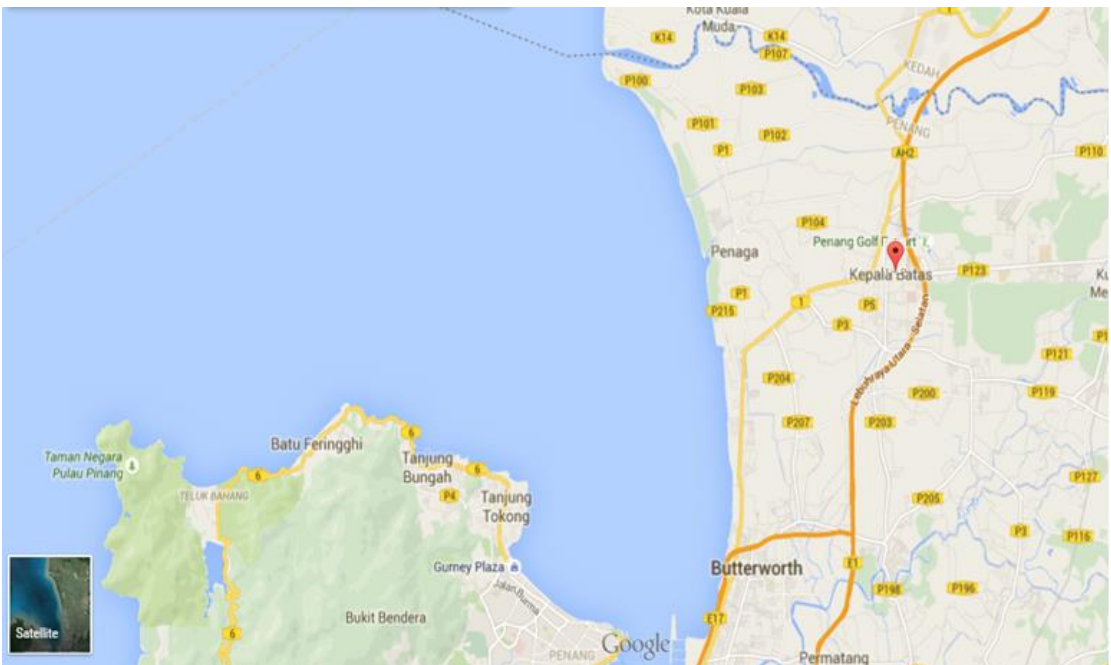 Kota Kuala
Muda
1
K14
K14
P107
KEDAH
P100
P103
P101
P102
PENANG
P1
AH2
P110
P104
Penaga
Penang Golf
Kepala Batas
P123
P1
1
P5
P215
P3
Lebuhraya Utara - Selatan
P121
P204
P200
P119
P207
P203
Batu Feringghi
6
Taman Negara
Pulau Pinang
Tanjung
Bungah
6
6
P127
TELUK BAHANG
P4
Tanjung
Tokong
P205
P3
P116
Gurney Plaza
Butterworth
E1
Jalan Burma
P198
P196
Bukit Bendera
E17
Satellite
6
Google
PENANG
Permatang